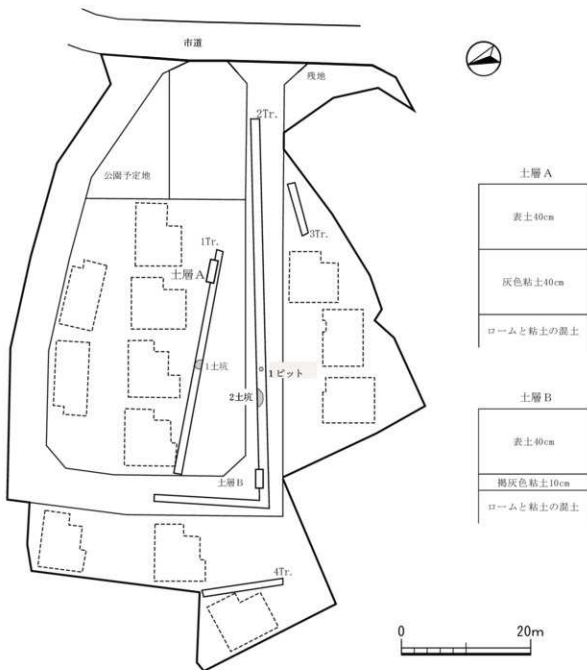 市道
残地
2Tr.
公園予定地
3Tr.
1Tr.
土層A
1土坑
1ピット
2土坑
土層B
4Tr.
土層A
表土40cm
灰色粘土40cm
ロームと粘土の混土
土層B
表土40cm
掲灰色粘土10cm
ロームと粘土の混土
0 20m